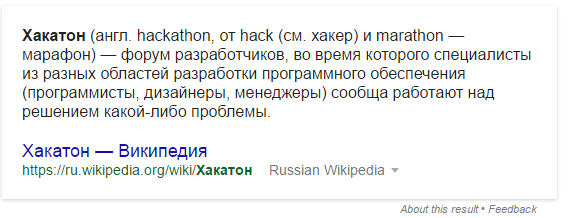 Хакатон (англ. hackathon, от hack (см. хакер) и marathon —
марафон) — форум разработчиков, во время которого специалисты
из разных областей разработки программного обеспечения
(программисты, дизайнеры, менеджеры) сообща работают над
решением какой-либо проблемы.
Хакатон — Википедия
https://ru.wikipedia.org/wiki/Хакатон Russian Wikipedia
About this result • Feedback